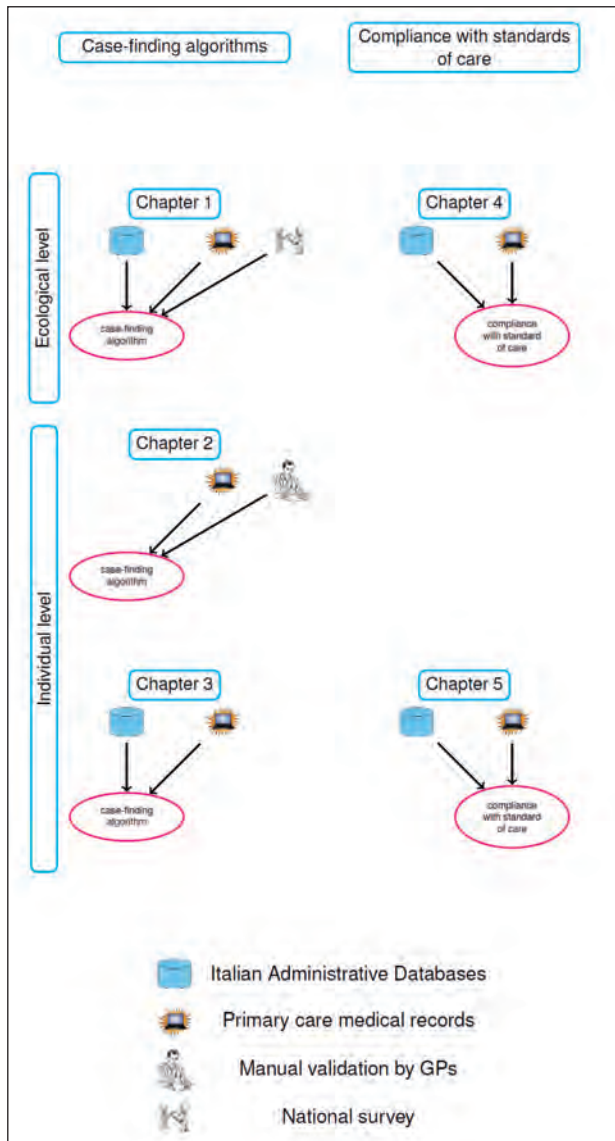 Case-finding algorithms
Compliance with standards
of care
Ecological level
Chapter 1
Chapter 4
case-finding
algorithm
compliance
with standard
of care
Individual level
Chapter 2
case-finding
algorithm
Chapter 3
Chapter 5
case-finding
algorithm
compliance
with standard
of care
Italian Administrative Databases
Primary care medical records
Manual validation by GPs
National survey